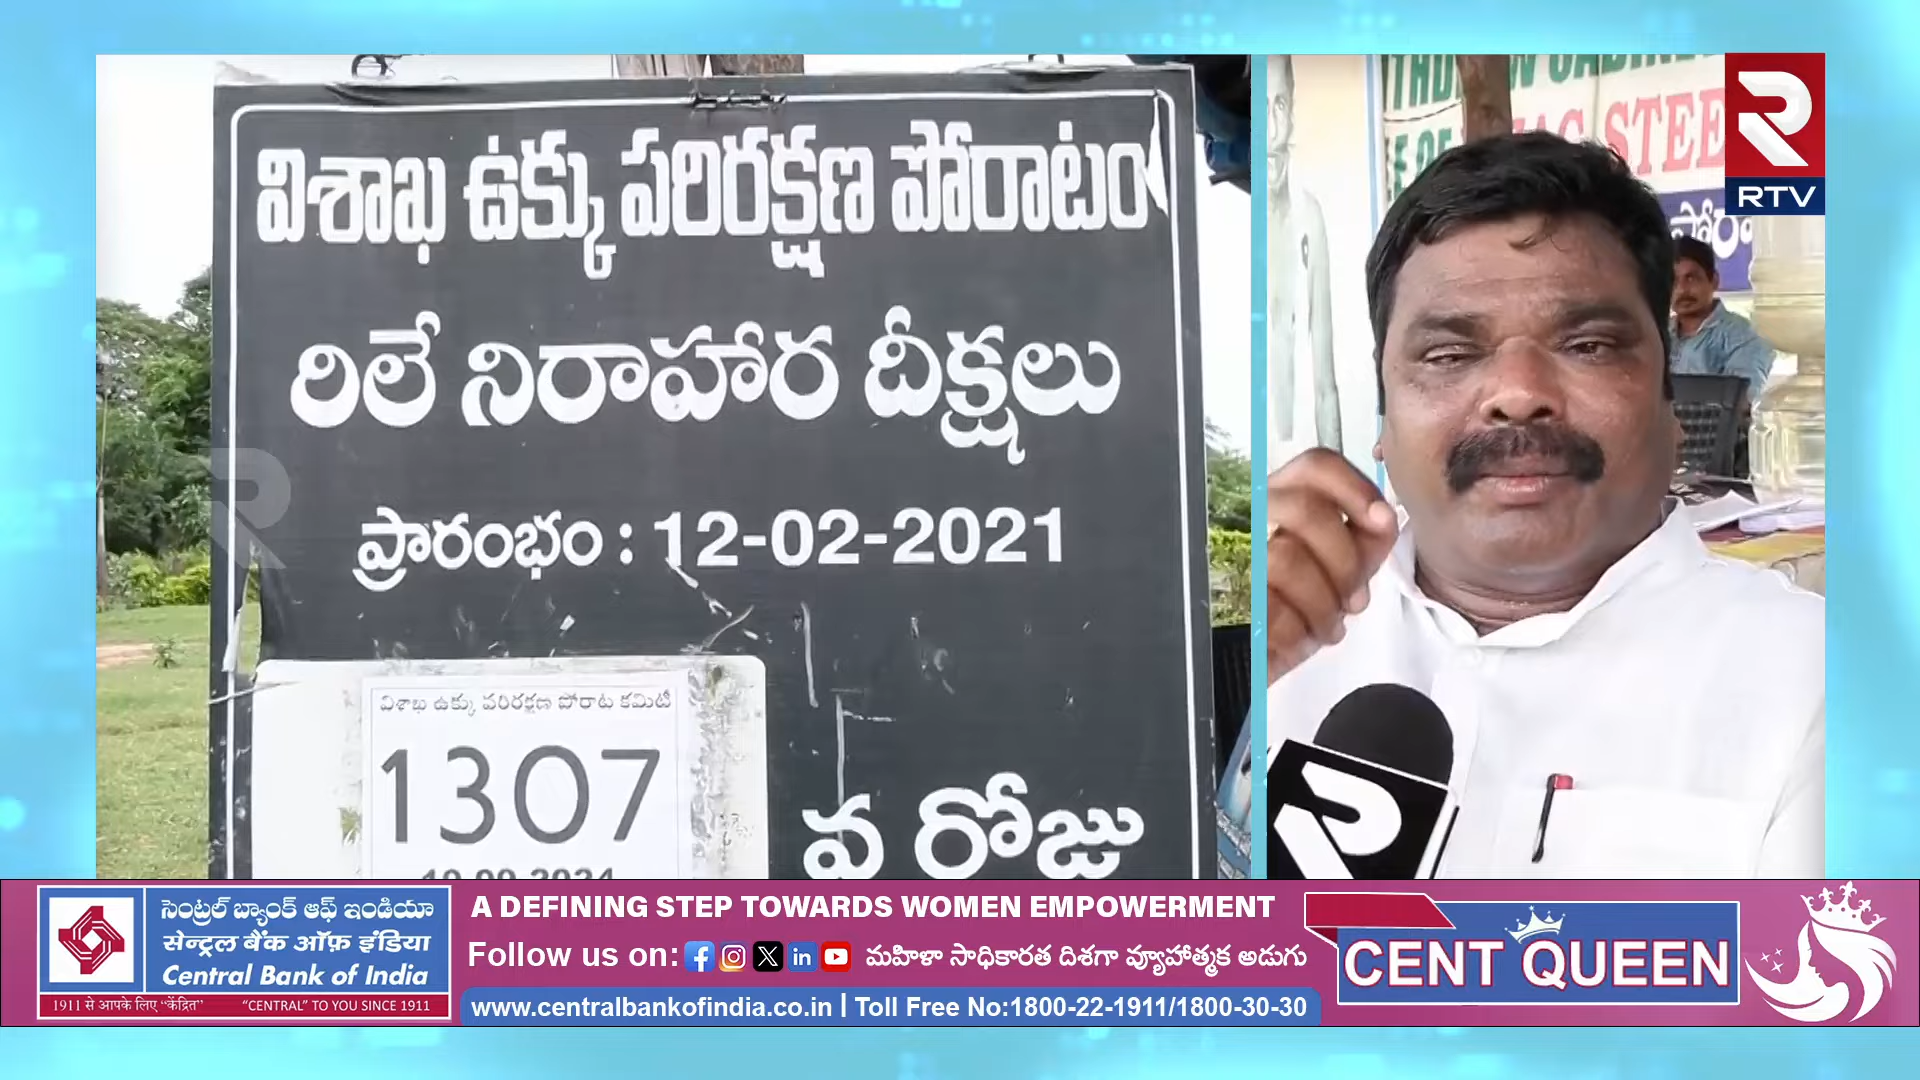 విశాఖ ఉక్కు పరిరక్షణ పోరాటం
రిలే నిరాహార దీక్షలు
ప్రారంభం : 12-02-2021
విశాఖ ఉక్కు పరిరక్షణ పోరాట కమిటీ
1307
వ రోజు
STEE
పోరా
R
RTV
సెంట్రల్ బ్యాంక్ ఆఫ్ ఇండియా
सेन्ट्रल बैंक ऑफ़ इंडिया
Central Bank of India
1911 से आपके लिए “केंद्रित” “CENTRAL” TO YOU SINCE 1911
A DEFINING STEP TOWARDS WOMEN EMPOWERMENT
Follow us on: మహిళా సాధికారత దిశగా వ్యూహాత్మక అడుగు
www.centralbankofindia.co.in | Toll Free No:1800-22-1911/1800-30-30
CENT QUEEN